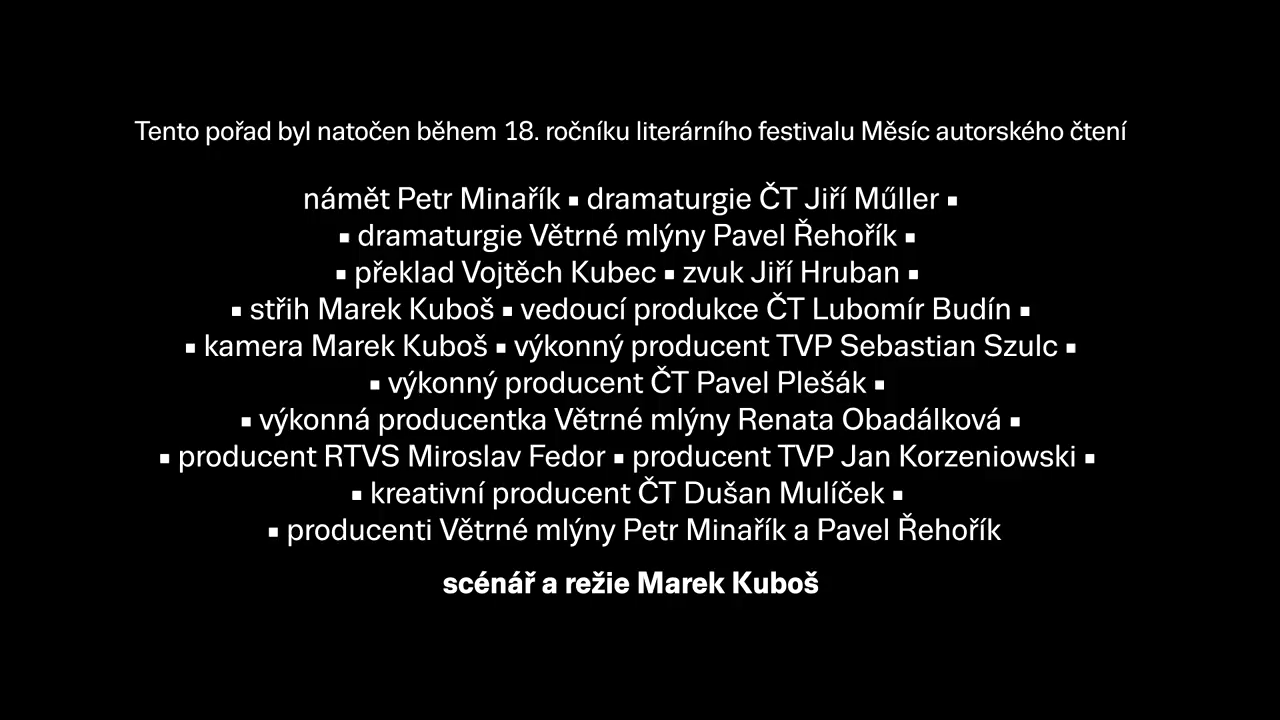 Tento pořad byl natočen během 18. ročníku literárního festivalu Měsíc autorského čtení
námět Petr Minařík ▪ dramaturgie ČT Jiří Műller ▪
▪ dramaturgie Větrné mlýny Pavel Řehořík ▪
▪ překlad Vojtěch Kubec ▪ zvuk Jiří Hruban ▪
▪ střih Marek Kuboš ▪ vedoucí produkce ČT Lubomír Budín ▪
▪ kamera Marek Kuboš ▪ výkonný producent TVP Sebastian Szulc ▪
▪ výkonný producent ČT Pavel Plešák ▪
▪ výkonná producentka Větrné mlýny Renata Obadálková ▪
▪ producent RTVS Miroslav Fedor ▪ producent TVP Jan Korzeniowski ▪
▪ kreativní producent ČT Dušan Mulíček ▪
▪ producenti Větrné mlýny Petr Minařík a Pavel Řehořík
scénář a režie Marek Kuboš